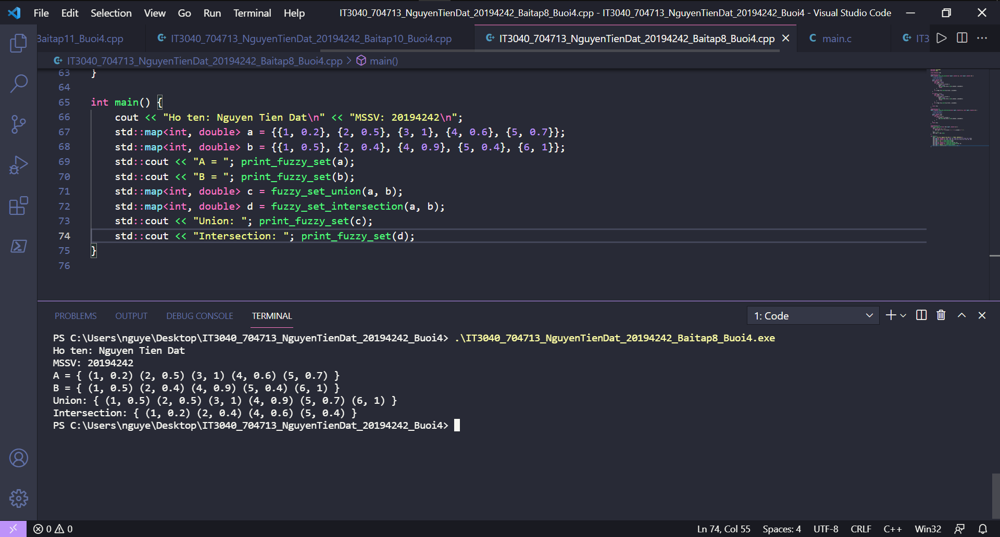 File Edit Selection View Go Run Terminal Help IT3040_704713_NguyenTienDat_20194242_Baitap8_Buoi4.cpp - IT3040_704713_NguyenTienDat_20194242_Buoi4 - Visual Studio Code
Baitap11_Buoi4.cpp IT3040_704713_NguyenTienDat_20194242_Baitap10_Buoi4.cpp IT3040_704713_NguyenTienDat_20194242_Baitap8_Buoi4.cpp C main.c IT3
IT3040_704713_NguyenTienDat_20194242_Baitap8_Buoi4.cpp > main()
63 }
64
65 int main() {
66     cout << "Ho ten: Nguyen Tien Dat\n" << "MSSV: 20194242\n";
67     std::map<int, double> a = {{1, 0.2}, {2, 0.5}, {3, 1}, {4, 0.6}, {5, 0.7}};
68     std::map<int, double> b = {{1, 0.5}, {2, 0.4}, {4, 0.9}, {5, 0.4}, {6, 1}};
69     std::cout << "A = "; print_fuzzy_set(a);
70     std::cout << "B = "; print_fuzzy_set(b);
71     std::map<int, double> c = fuzzy_set_union(a, b);
72     std::map<int, double> d = fuzzy_set_intersection(a, b);
73     std::cout << "Union: "; print_fuzzy_set(c);
74     std::cout << "Intersection: "; print_fuzzy_set(d);
75 }
76
PROBLEMS OUTPUT DEBUG CONSOLE TERMINAL 1: Code
PS C:\Users\nguye\Desktop\IT3040_704713_NguyenTienDat_20194242_Buoi4> .\IT3040_704713_NguyenTienDat_20194242_Baitap8_Buoi4.exe
Ho ten: Nguyen Tien Dat
MSSV: 20194242
A = { (1, 0.2) (2, 0.5) (3, 1) (4, 0.6) (5, 0.7) }
B = { (1, 0.5) (2, 0.4) (4, 0.9) (5, 0.4) (6, 1) }
Union: { (1, 0.5) (2, 0.5) (3, 1) (4, 0.9) (5, 0.7) (6, 1) }
Intersection: { (1, 0.2) (2, 0.4) (4, 0.6) (5, 0.4) }
PS C:\Users\nguye\Desktop\IT3040_704713_NguyenTienDat_20194242_Buoi4>
0 0 Ln 74, Col 55 Spaces: 4 UTF-8 CRLF C++ Win32